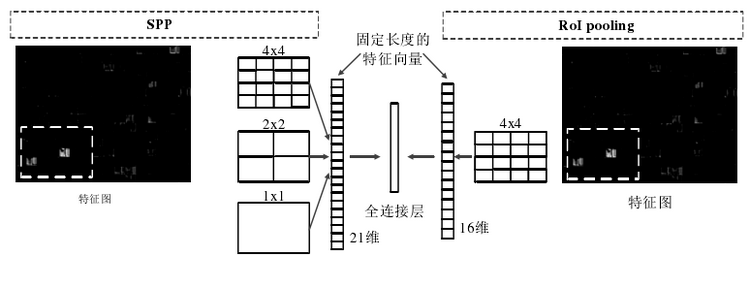 SPP
RoI pooling
固定长度的
特征向量
4x4
2x2
1x1
4x4
特征图
全连接层
21维
16维
特征图